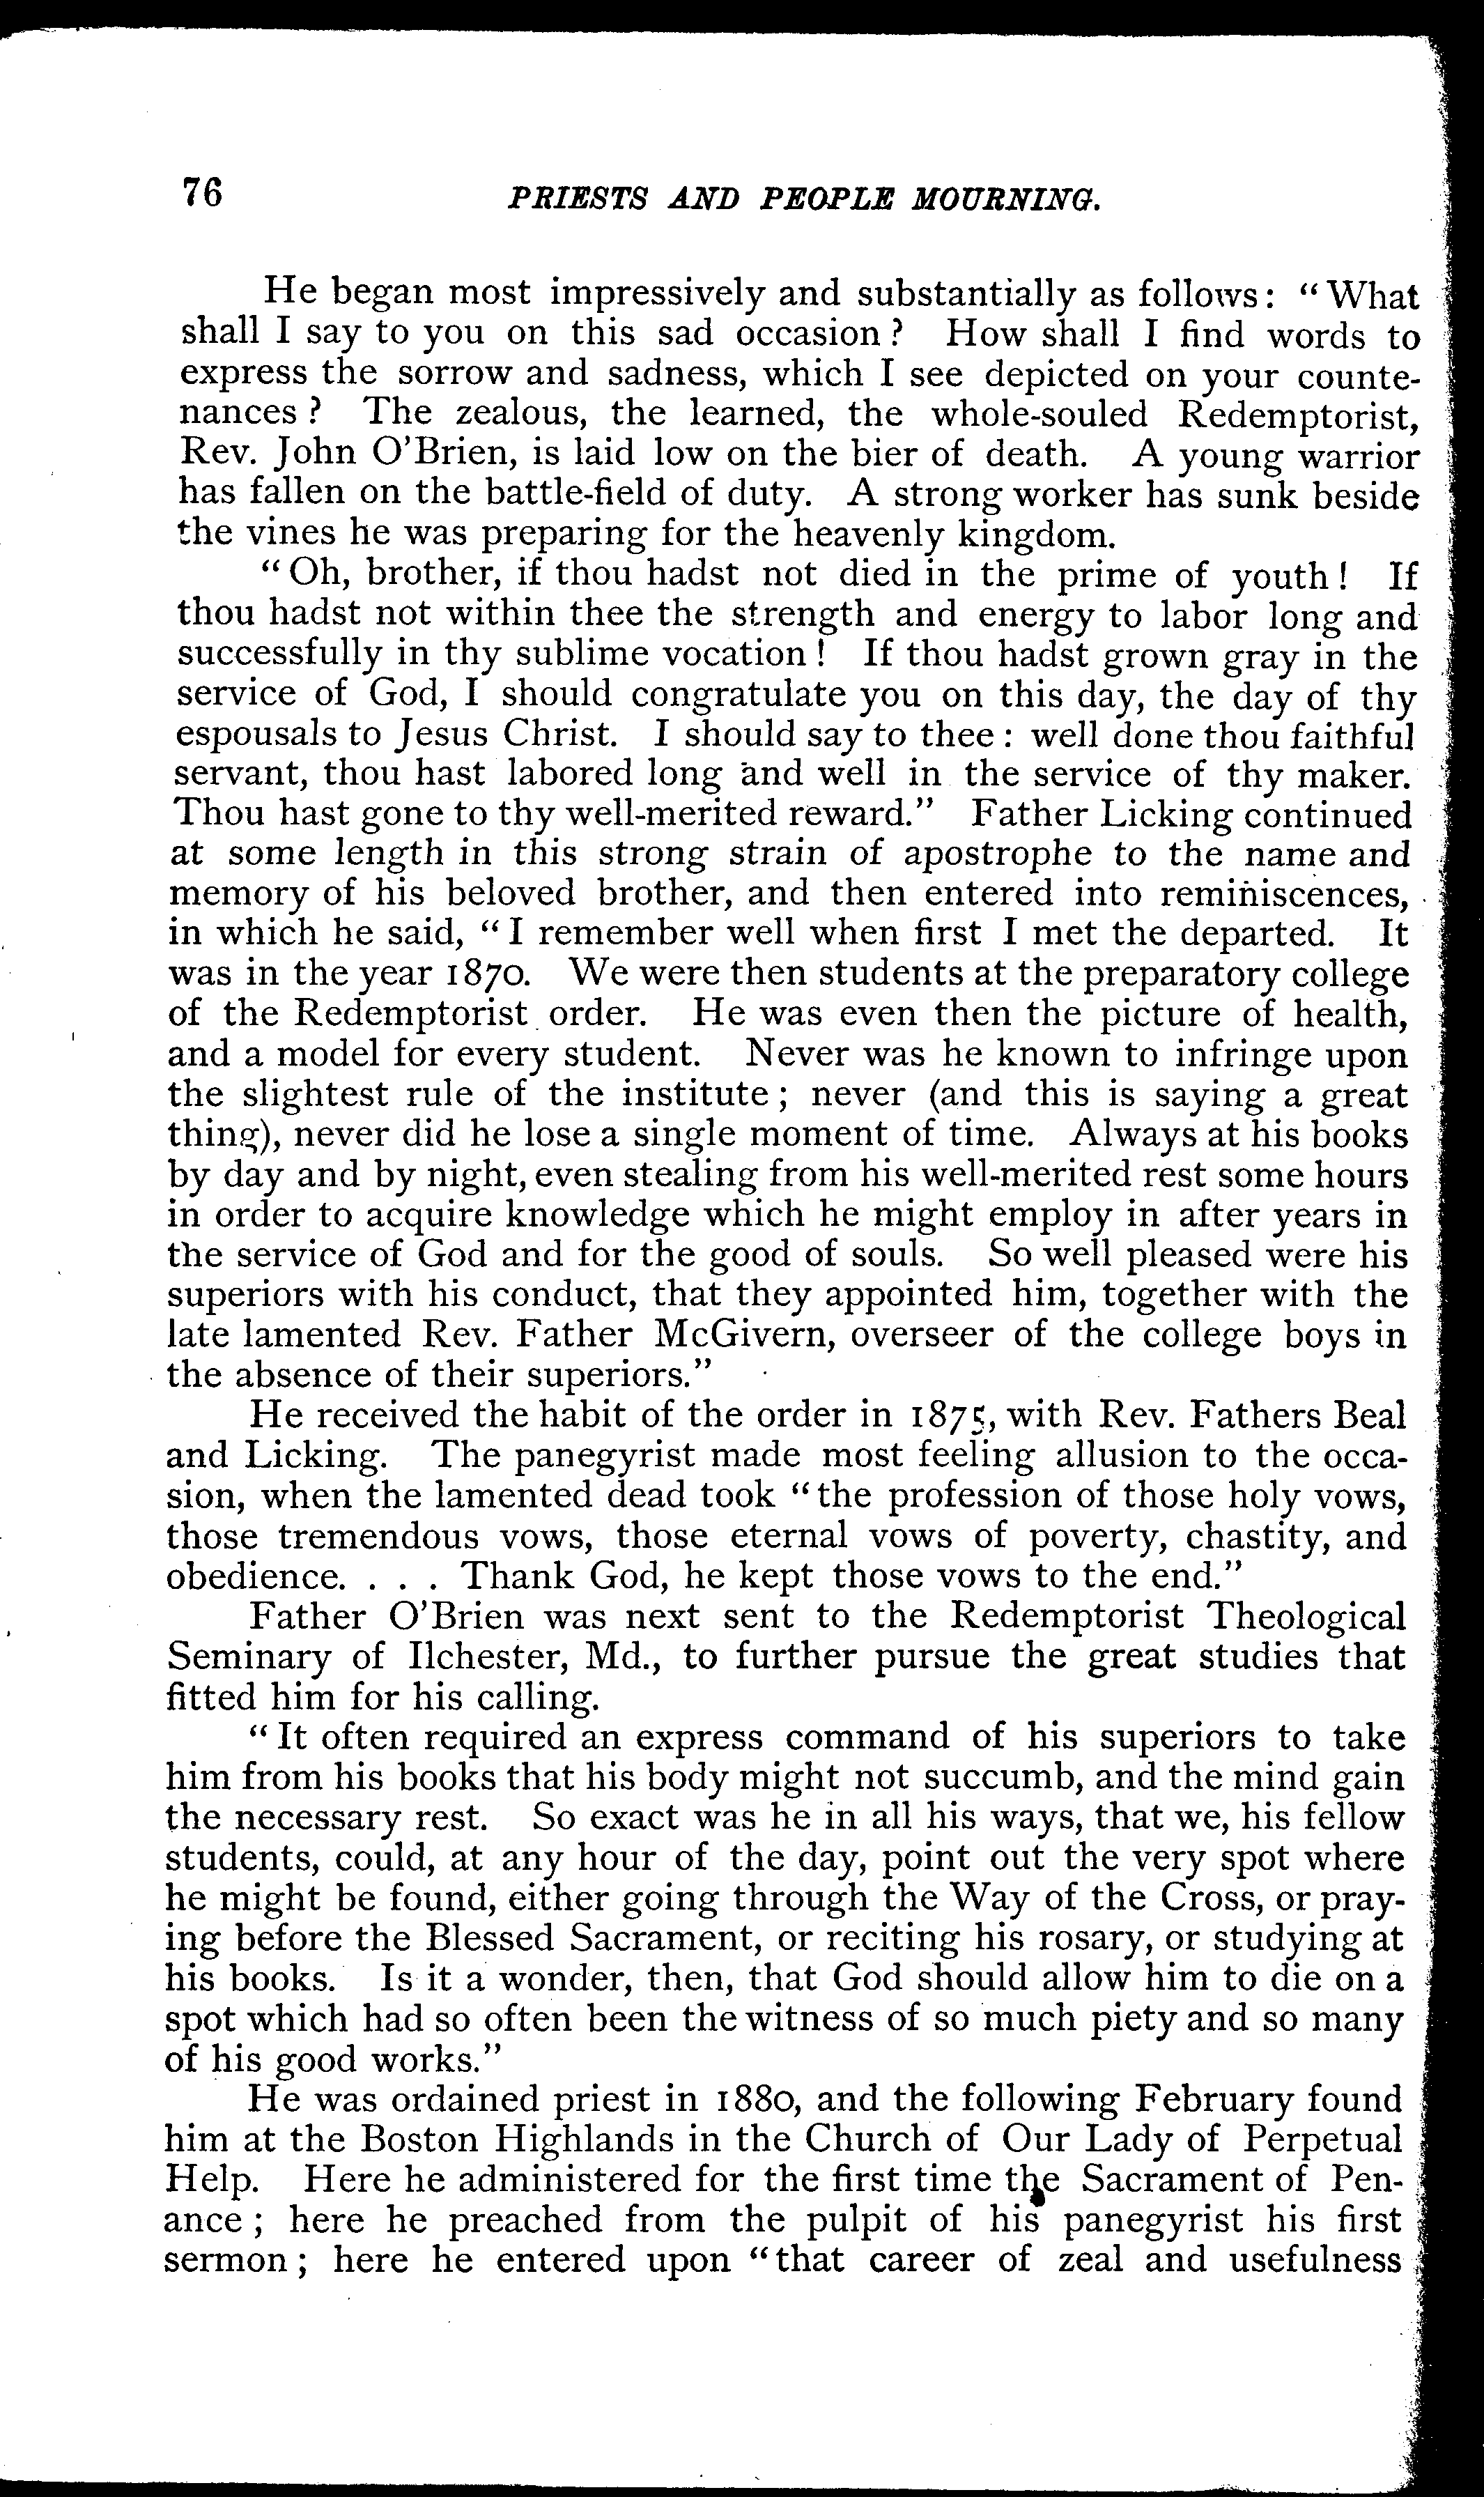 76 PRIESTS AND PEOPLE MOURNING.
He began most impressively and substantially as follows: "What
shall I say to you on this sad occasion? How shall I find words to
express the sorrow and sadness, which I see depicted on your counte-
nances? The zealous, the learned, the whole-souled Redemptorist,
Rev. John O'Brien, is laid low on the bier of death. A young warrior
has fallen on the battle-field of duty. A strong worker has sunk beside
the vines he was preparing for the heavenly kingdom.
"Oh, brother, if thou hadst not died in the prime of youth! If
thou hadst not within thee the strength and energy to labor long and
successfully in thy sublime vocation! If thou hadst grown gray in the
service of God, I should congratulate you on this day, the day of thy
espousals to Jesus Christ. I should say to thee: well done thou faithful
servant, thou hast labored long and well in the service of thy maker.
Thou hast gone to thy well-merited reward." Father Licking continued
at some length in this strong strain of apostrophe to the name and
memory of his beloved brother, and then entered into reminiscences,
in which he said, "I remember well when first I met the departed. It
was in the year 1870. We were then students at the preparatory college
of the Redemptorist order. He was even then the picture of health,
and a model for every student. Never was he known to infringe upon
the slightest rule of the institute; never (and this is saying a great
thing), never did he lose a single moment of time. Always at his books
by day and by night, even stealing from his well-merited rest some hours
in order to acquire knowledge which he might employ in after years in
the service of God and for the good of souls. So well pleased were his
superiors with his conduct, that they appointed him, together with the
late lamented Rev. Father McGivern, overseer of the college boys in
the absence of their superiors."
He received the habit of the order in 1875, with Rev. Fathers Beal
and Licking. The panegyrist made most feeling allusion to the occa-
sion, when the lamented dead took "the profession of those holy vows,
those tremendous vows, those eternal vows of poverty, chastity, and
obedience. . . . Thank God, he kept those vows to the end."
Father O'Brien was next sent to the Redemptorist Theological
Seminary of Ilchester, Md., to further pursue the great studies that
fitted him for his calling.
"It often required an express command of his superiors to take
him from his books that his body might not succumb, and the mind gain
the necessary rest. So exact was he in all his ways, that we, his fellow
students, could, at any hour of the day, point out the very spot where
he might be found, either going through the Way of the Cross, or pray-
ing before the Blessed Sacrament, or reciting his rosary, or studying at
his books. Is it a wonder, then, that God should allow him to die on a
spot which had so often been the witness of so much piety and so many
of his good works."
He was ordained priest in 1880, and the following February found
him at the Boston Highlands in the Church of Our Lady of Perpetual
Help. Here he administered for the first time the Sacrament of Pen-
ance; here he preached from the pulpit of his panegyrist his first
sermon; here he entered upon "that career of zeal and usefulness